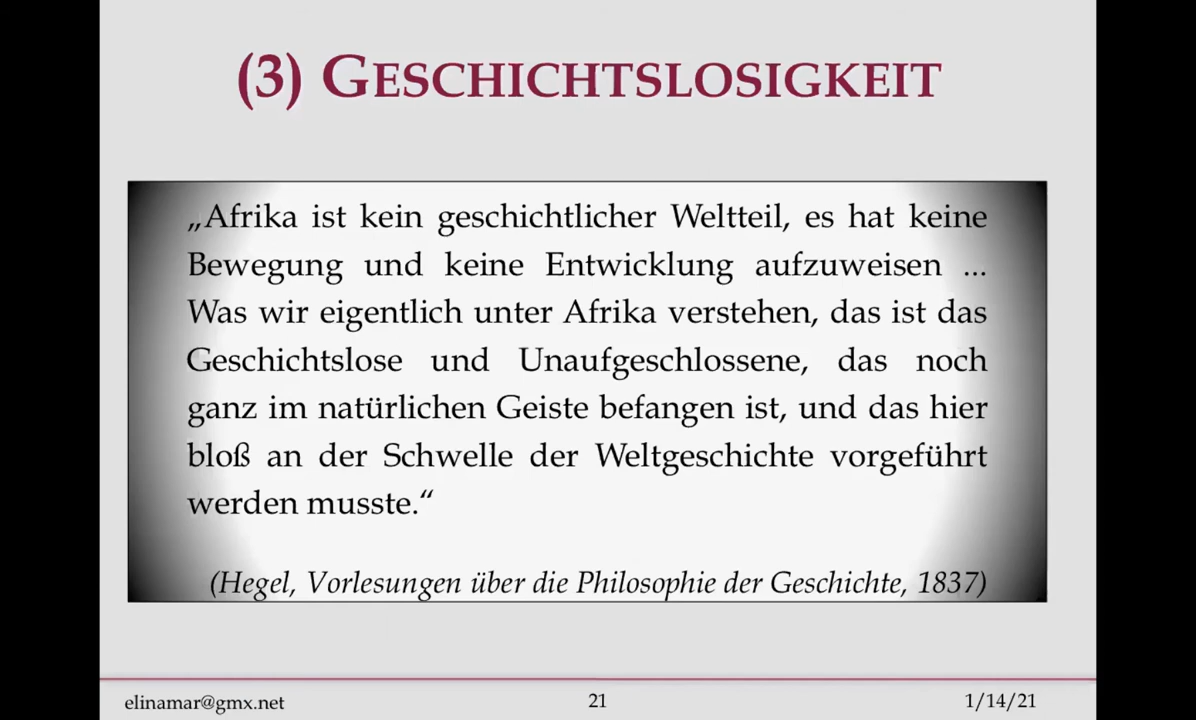 (3) GESCHICHTSLOSIGKEIT
„Afrika ist kein geschichtlicher Weltteil, es hat keine
Bewegung und keine Entwicklung aufzuweisen ...
Was wir eigentlich unter Afrika verstehen, das ist das
Geschichtslose und Unaufgeschlossene, das noch
ganz im natürlichen Geiste befangen ist, und das hier
bloß an der Schwelle der Weltgeschichte vorgeführt
werden musste.“
(Hegel, Vorlesungen über die Philosophie der Geschichte, 1837)
elinamar@gmx.net 21 1/14/21